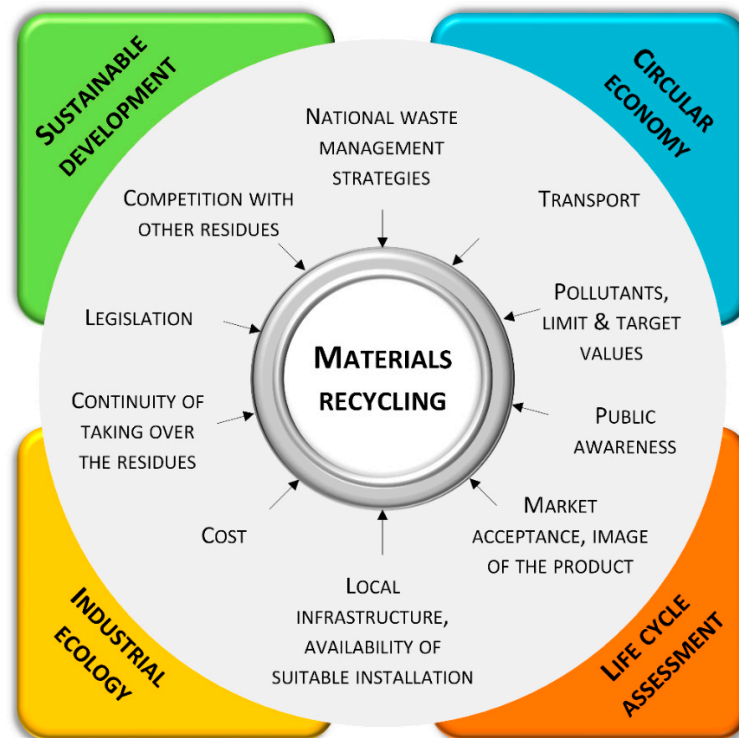 SUSTAINABLE
DEVELOPMENT
CIRCULAR
ECONOMY
NATIONAL WASTE
MANAGEMENT
STRATEGIES
TRANSPORT
POLLUTANTS,
LIMIT & TARGET
VALUES
PUBLIC
AWARENESS
MARKET
ACCEPTANCE, IMAGE
OF THE PRODUCT
LOCAL
INFRASTRUCTURE,
AVAILABILITY OF
SUITABLE INSTALLATION
COST
CONTINUITY OF
TAKING OVER
THE RESIDUES
LEGISLATION
COMPETITION WITH
OTHER RESIDUES
MATERIALS
RECYCLING
INDUSTRIAL
ECOLOGY
LIFE CYCLE
ASSESSMENT